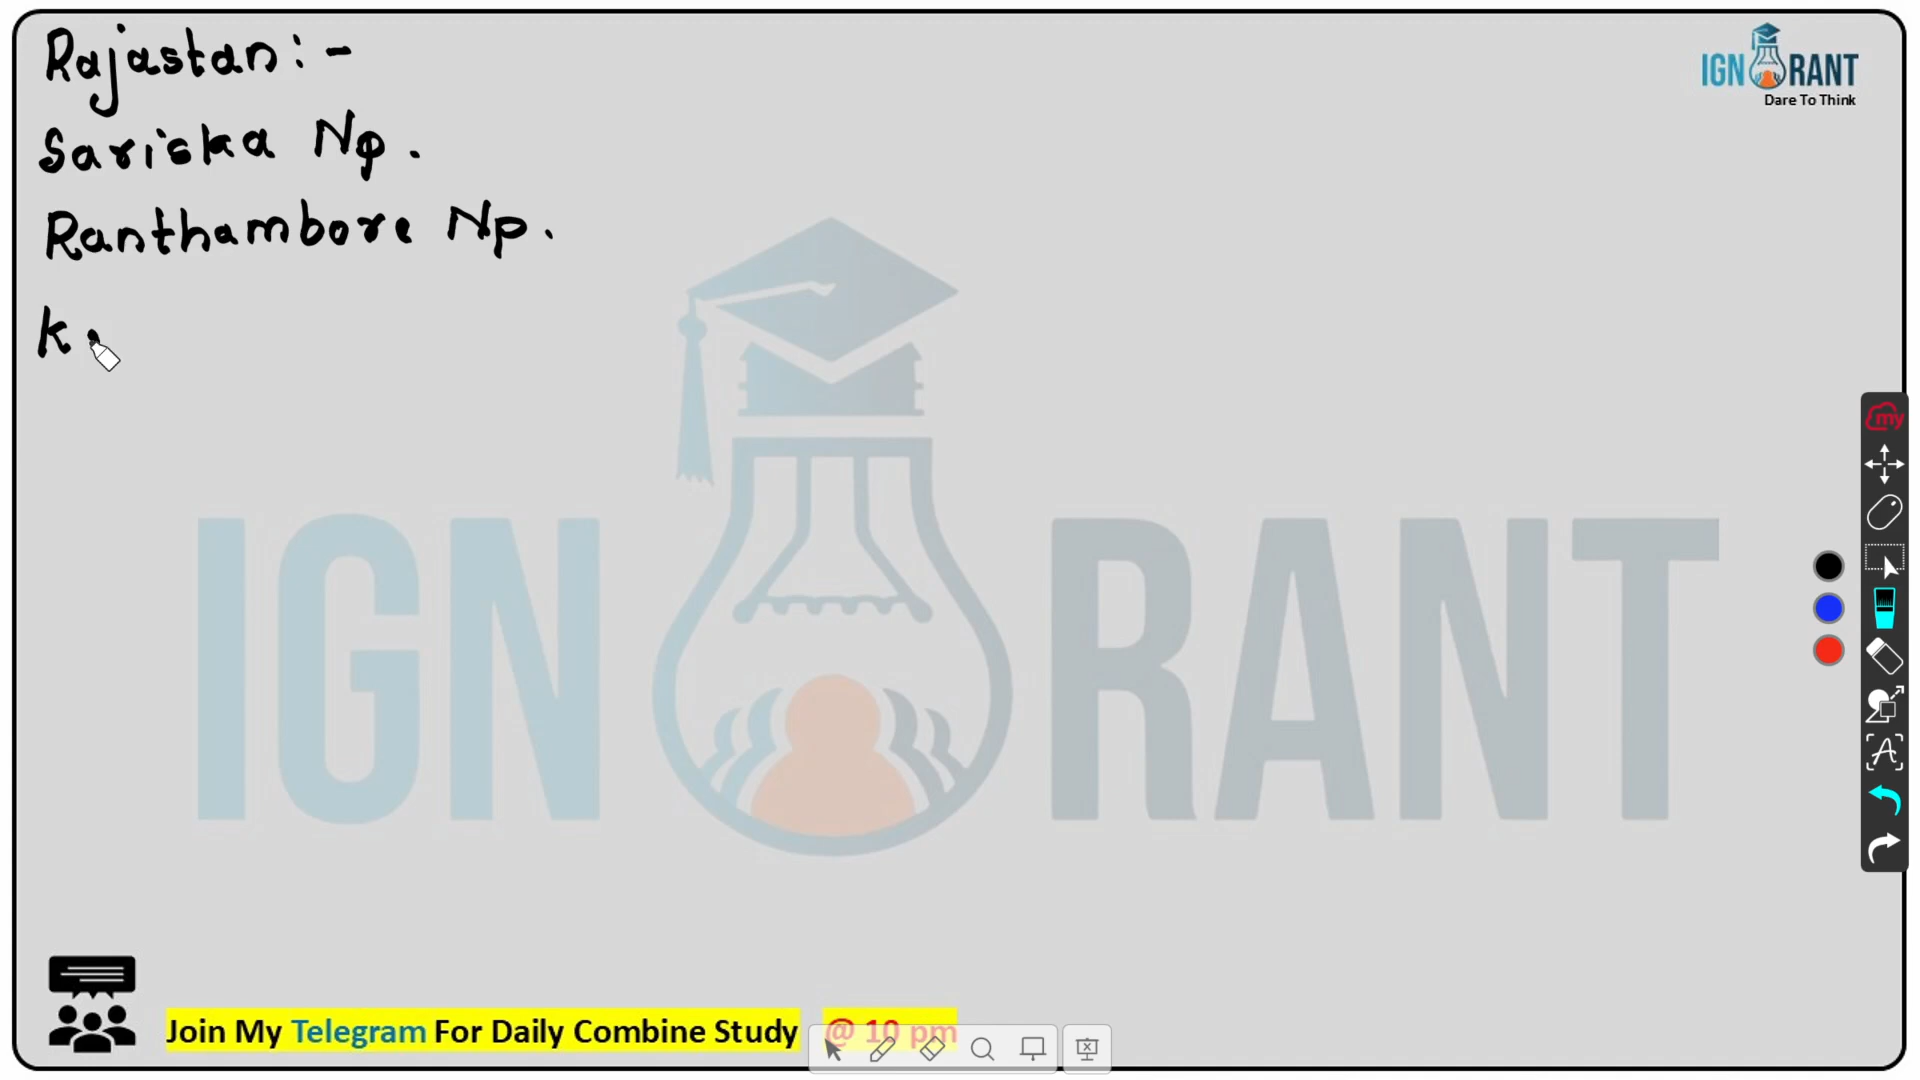 Rajastan:-
IGNORANT
Dare To Think
Sariska Np.
Ranthambore Np.
K
IGNORANT
my
Join My Telegram For Daily Combine Study @ 10 pm